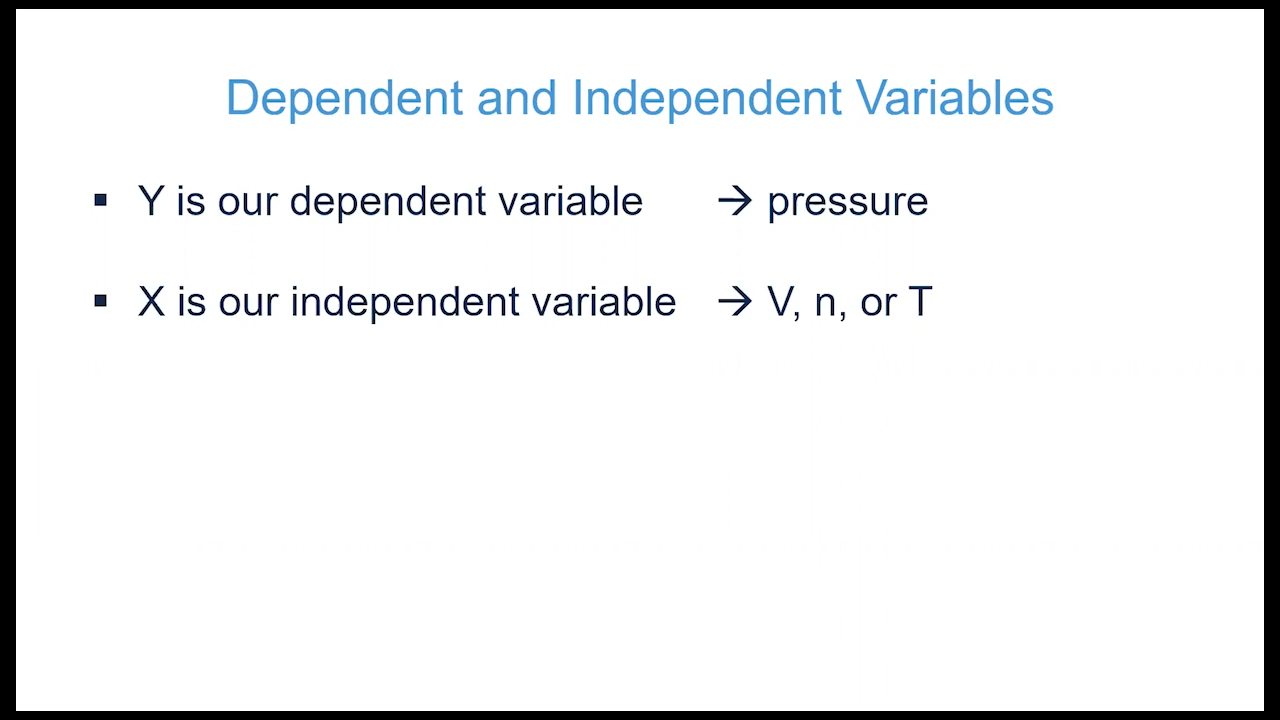 Dependent and Independent Variables
▪ Y is our dependent variable → pressure
▪ X is our independent variable → V, n, or T